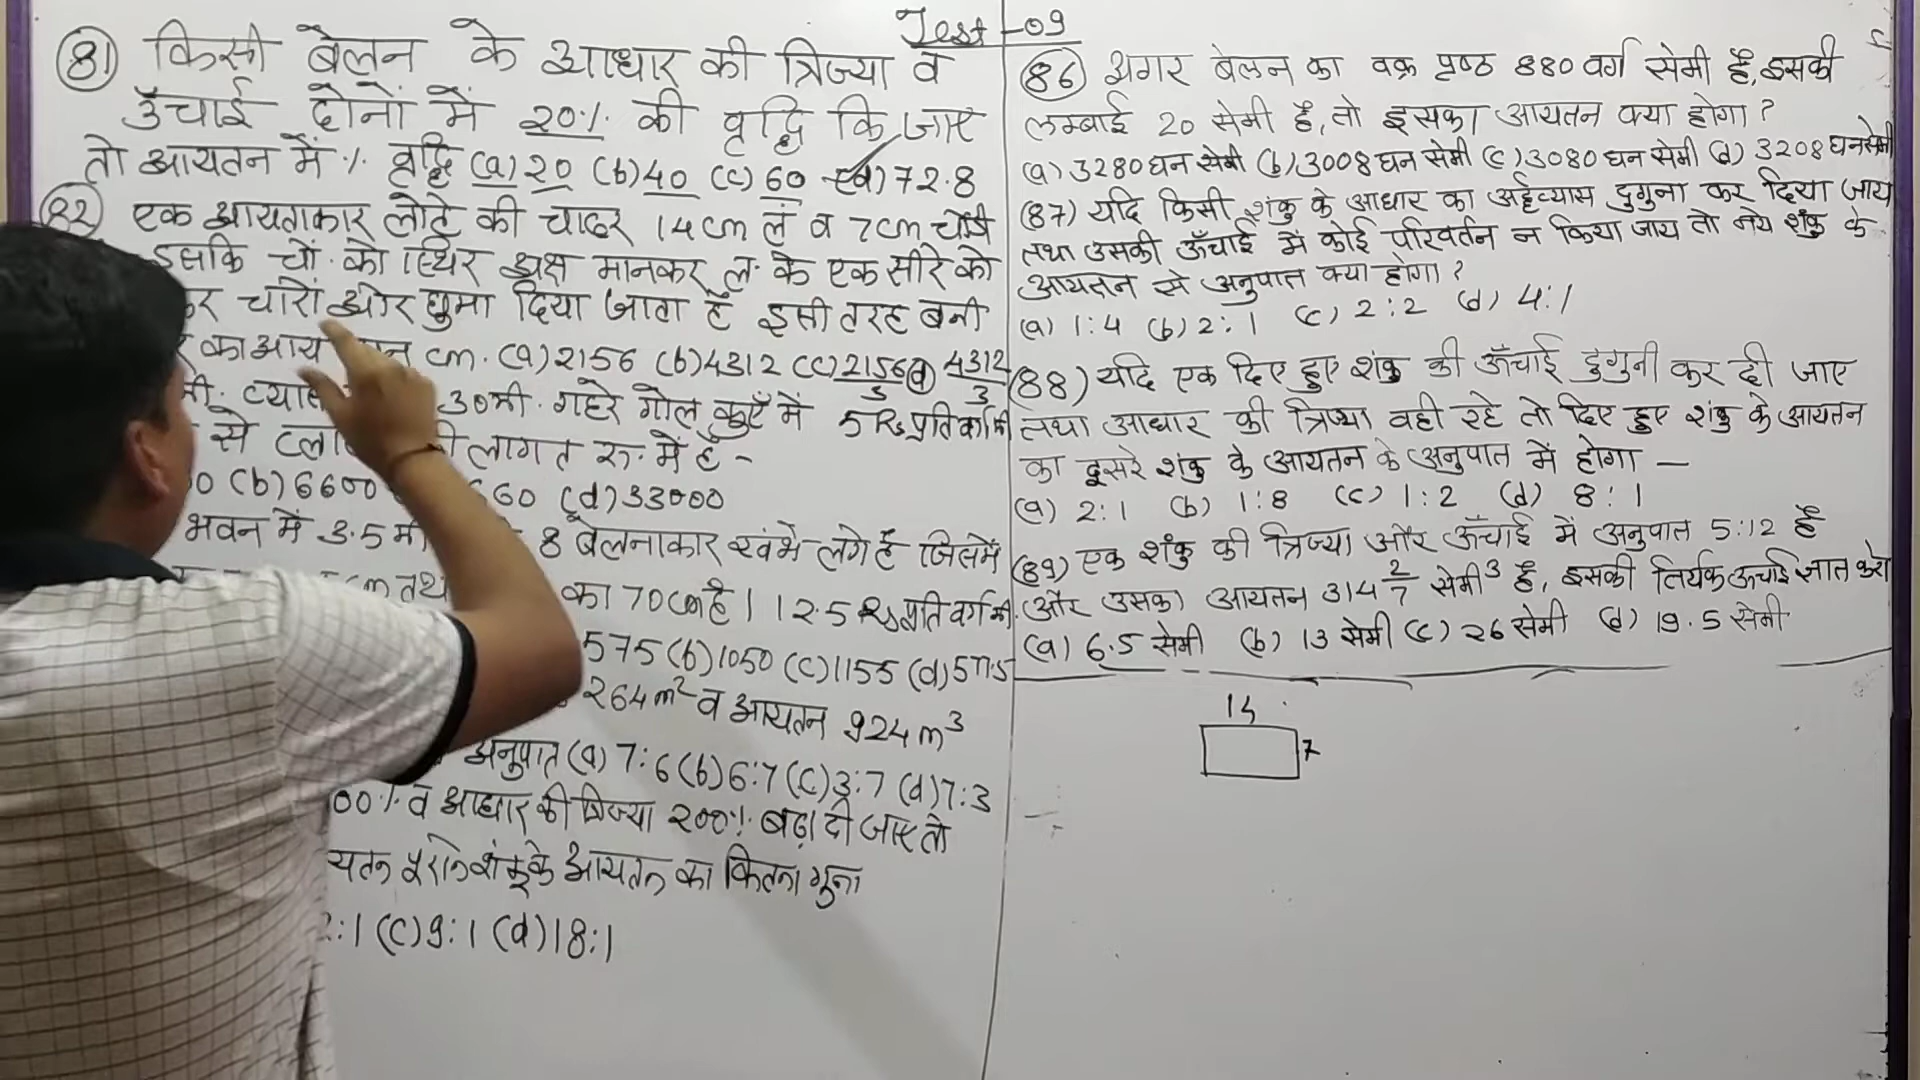 Test-09
(81) किसी बेलन के आधार की त्रिज्या व
ऊँचाई दोनों में 20% की वृद्धि कि जाए
तो आयतन में % वृद्धि (a) 20 (b) 40 (c) 60 (d) 72.8
(82) एक आयताकार लोहे की चादर 14cm लं व 7cm चौ
इसकि चौ. को स्थिर अक्ष मानकर ल. के एक सीरे को
चारों ओर घुमा दिया जाता है इसी तरह बनी
का cm. (a) 2156 (b) 4312 (c) 2156/3 (d) 4312/3
30मी. गहरे गोल कुएँ में 5 Rs प्रति
से लागत रु. में है -
(b) 6600 660 (d) 33000
भवन में 3.5 मी 8 बेलनाकार खंभे लगे है जिसमें
का 70cm है | 12.5 Rs प्रति वर्ग मी.
575 (b) 1050 (c) 1155 (d) 577.5
264m² व आयतन 924m³
अनुपात (a) 7:6 (b) 6:7 (c) 3:7 (d) 7:3
00% व आधार की त्रिज्या 200% बढ़ा दी जाए तो
के आयतन का कितना गुना
:1 (c) 9:1 (d) 18:1
(86) अगर बेलन का वक्र प्रष्ठ 880 वर्ग सेमी है, इसकी
लम्बाई 20 सेमी है, तो इसका आयतन क्या होगा?
(a) 3280 घन सेमी (b) 3008 घन सेमी (c) 3080 घन सेमी (d) 3208 घन सेमी
(87) यदि किसी शंकु के आधार का अर्द्धव्यास दुगुना कर दिया जाय
तथा उसकी ऊँचाई में कोई परिवर्तन न किया जाय तो नये शंकु के
आयतन से अनुपात क्या होगा?
(a) 1:4 (b) 2:1 (c) 2:2 (d) 4:1
(88) यदि एक दिए हुए शंकु की ऊँचाई दुगुनी कर दी जाए
तथा आधार की त्रिज्या वही रहे तो दिए हुए शंकु के आयतन
का दूसरे शंकु के आयतन के अनुपात में होगा —
(a) 2:1 (b) 1:8 (c) 1:2 (d) 8:1
(89) एक शंकु की त्रिज्या और ऊँचाई में अनुपात 5:12 है
और उसका आयतन 314 2/7 सेमी³ है, इसकी तिर्यक ऊचाई ज्ञात करो
(a) 6.5 सेमी (b) 13 सेमी (c) 26 सेमी (d) 19.5 सेमी
14
7